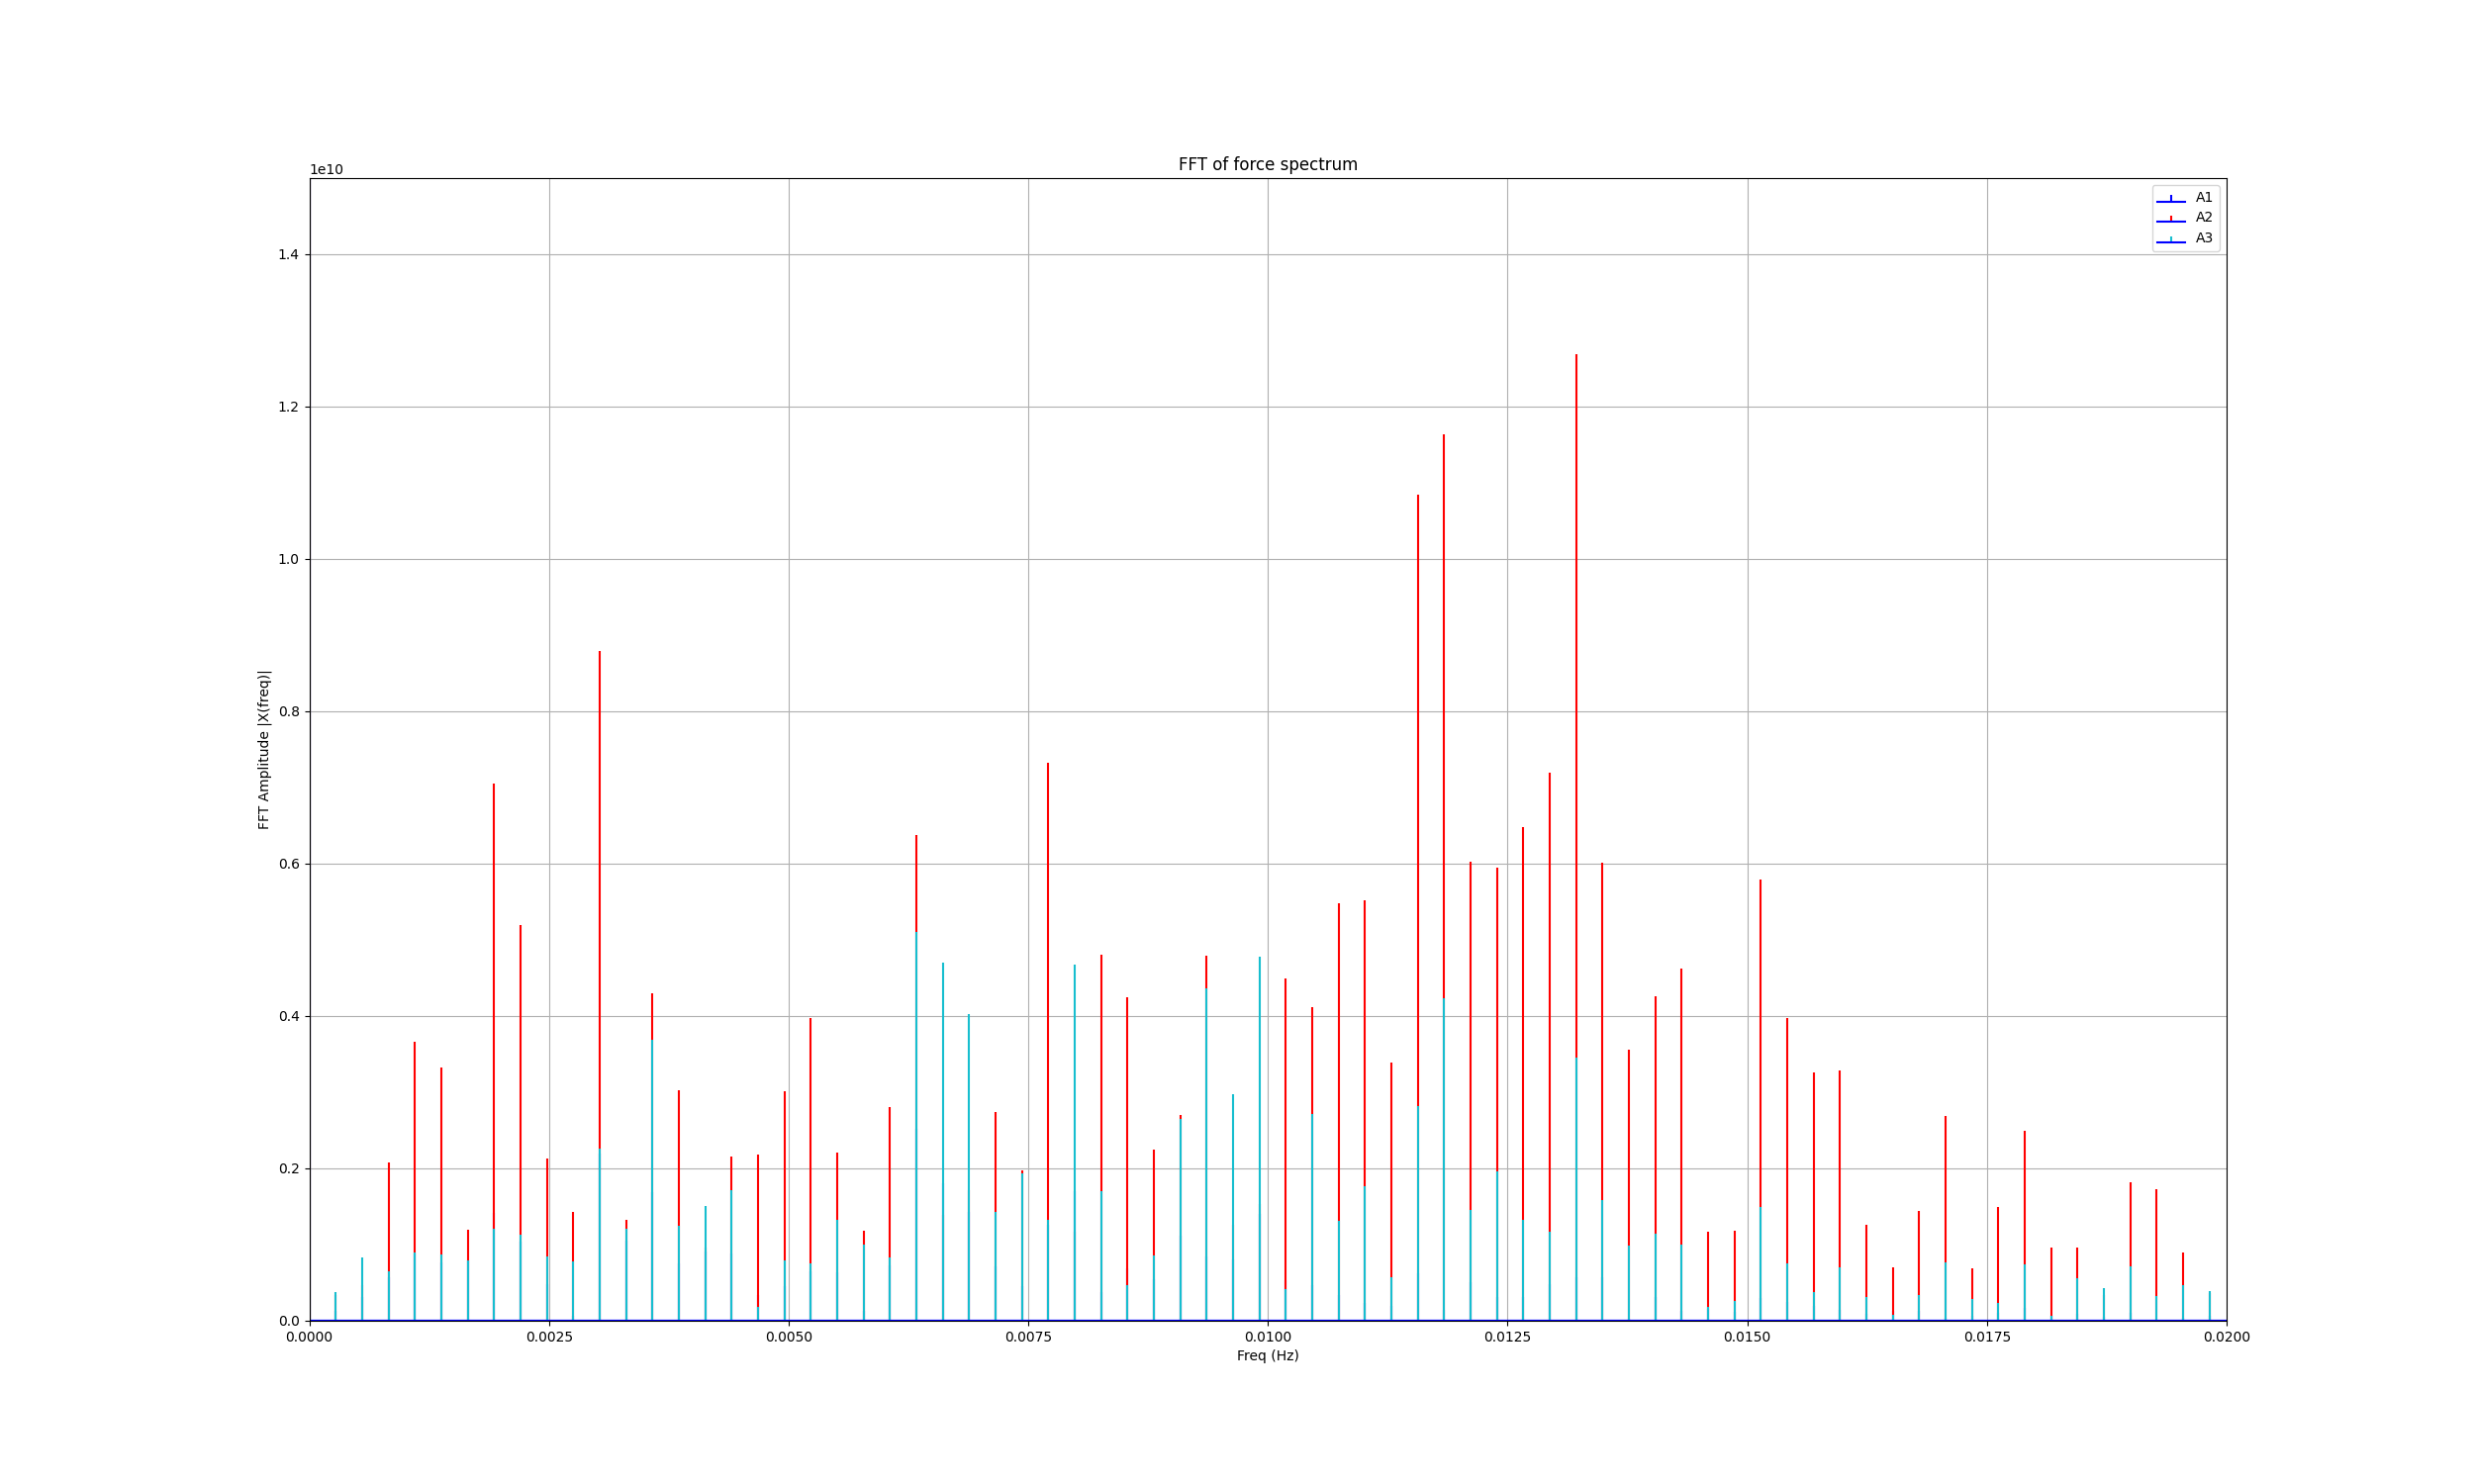 FFT of force spectrum
1e10
A1
A2
A3
1.4
1.2
1.0
0.8
0.6
0.4
0.2
0.0
FFT Amplitude |X(freq)|
0.0000 0.0025 0.0050 0.0075 0.0100 0.0125 0.0150 0.0175 0.0200
Freq (Hz)